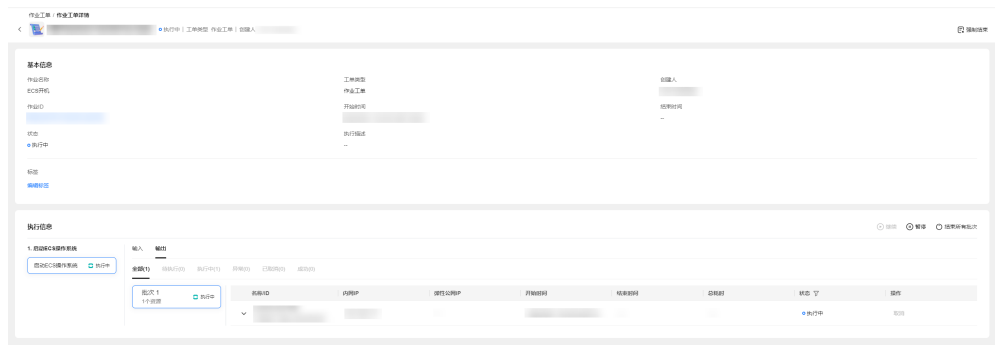 作业工单 / 作业工单详情
执行中 | 工单类型 作业工单 | 创建人
强制结束
基本信息
作业名称 工单类型 创建人
ECS开机 作业工单
作业ID 开始时间 结束时间
--
状态 执行描述
执行中 --
标签
编辑标签
执行信息
继续 暂停 结束所有批次
1. 启动ECS操作系统 输入 输出
启动ECS操作系统 执行中
全部(1) 待执行(0) 执行中(1) 异常(0) 已取消(0) 成功(0)
批次 1 执行中
1个资源
名称/ID 内网IP 弹性公网IP 开始时间 结束时间 总耗时 状态 操作
执行中 取消